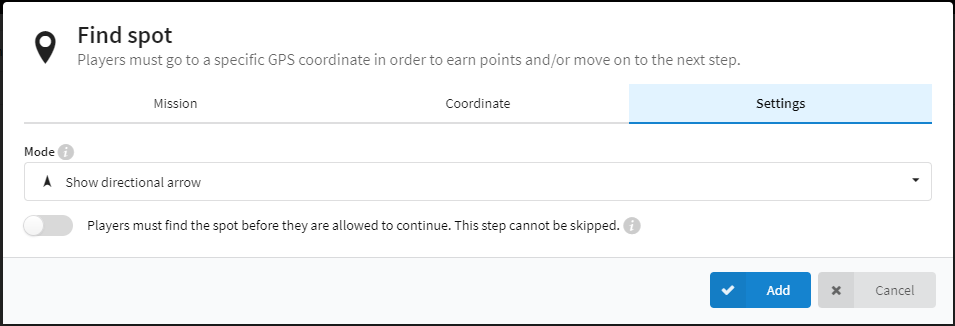 Find spot
Players must go to a specific GPS coordinate in order to earn points and/or move on to the next step.
Mission
Coordinate
Settings
Mode i
Show directional arrow
Players must find the spot before they are allowed to continue. This step cannot be skipped. i
Add
Cancel